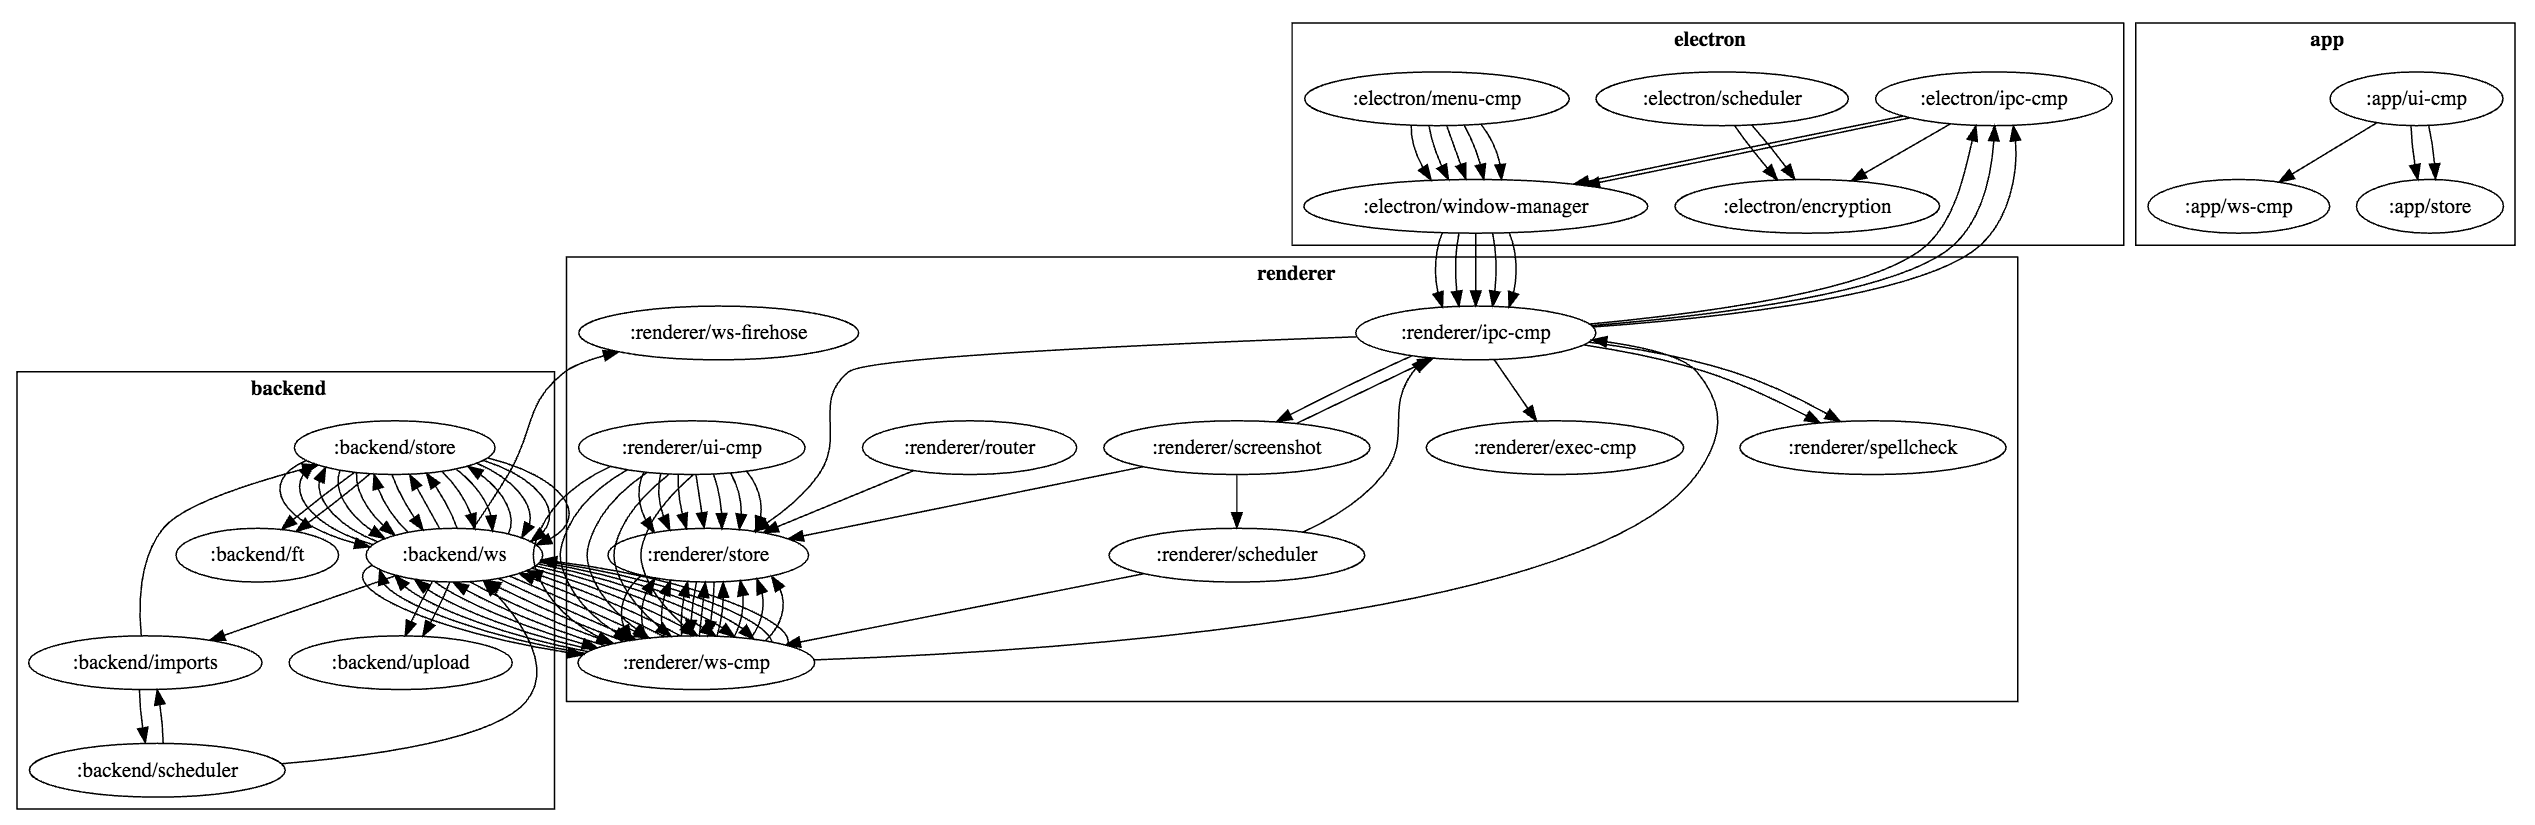 electron
app
:electron/menu-cmp
:electron/scheduler
:electron/ipc-cmp
:app/ui-cmp
:electron/window-manager
:electron/encryption
:app/ws-cmp
:app/store
renderer
:renderer/ws-firehose
:renderer/ipc-cmp
backend
:backend/store
:renderer/ui-cmp
:renderer/router
:renderer/screenshot
:renderer/exec-cmp
:renderer/spellcheck
:backend/ft
:backend/ws
:renderer/store
:renderer/scheduler
:backend/imports
:backend/upload
:renderer/ws-cmp
:backend/scheduler